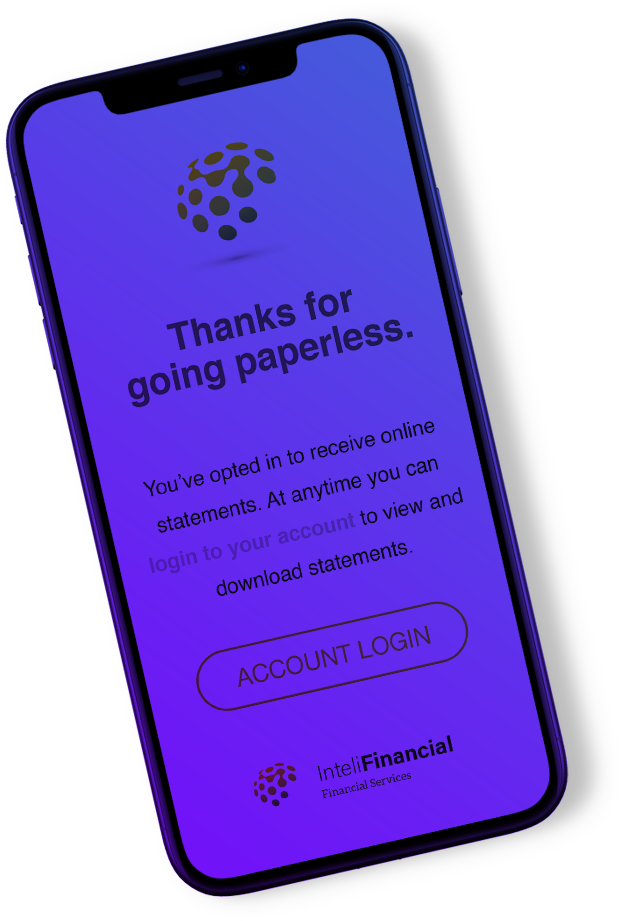 Thanks for
going paperless.
You’ve opted in to receive online
statements. At anytime you can
login to your account to view and
download statements.
ACCOUNT LOGIN
InteliFinancial
Financial Services